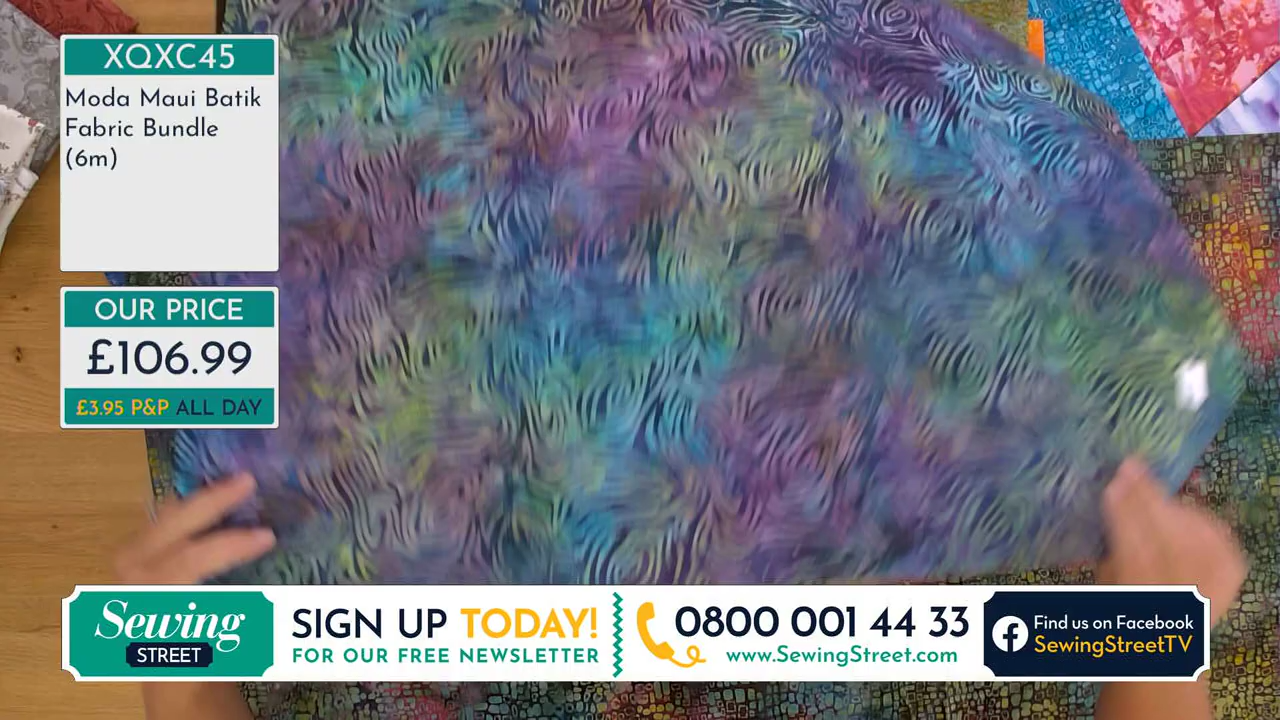 XQXC45
Moda Maui Batik
Fabric Bundle
(6m)
OUR PRICE
£106.99
£3.95 P&P ALL DAY
Sewing
STREET
SIGN UP TODAY!
FOR OUR FREE NEWSLETTER
0800 001 44 33
www.SewingStreet.com
Find us on Facebook
SewingStreetTV